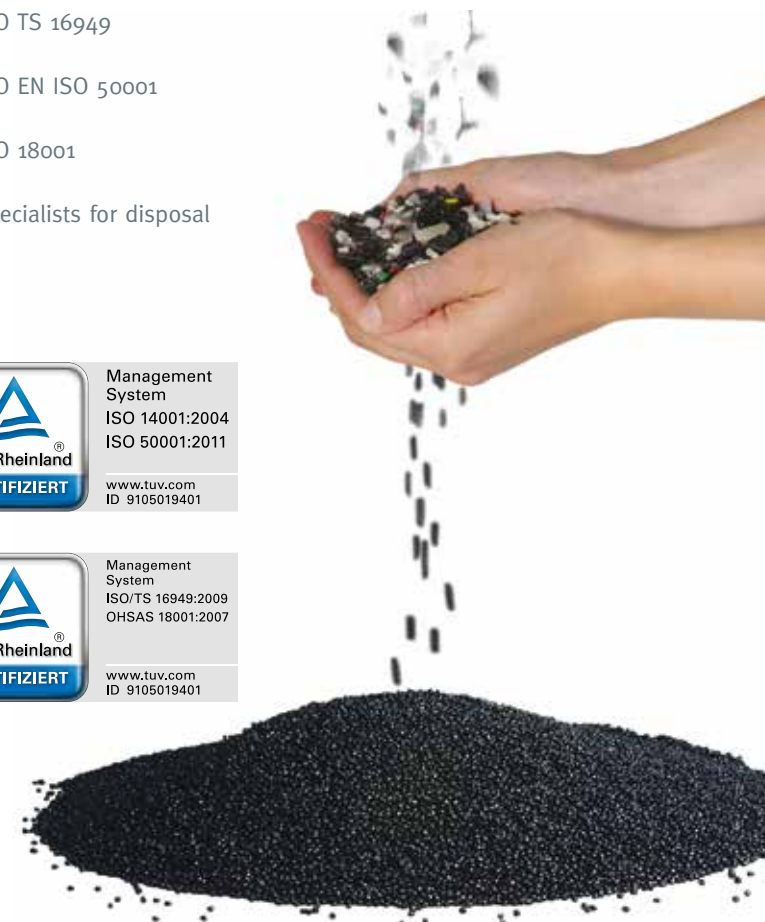 O TS 16949
O EN ISO 50001
O 18001
ecialists for disposal
Management
System
ISO 14001:2004
ISO 50001:2011
®
Rheinland
TIFIZIERT
www.tuv.com
ID 9105019401
Management
System
ISO/TS 16949:2009
OHSAS 18001:2007
®
Rheinland
TIFIZIERT
www.tuv.com
ID 9105019401